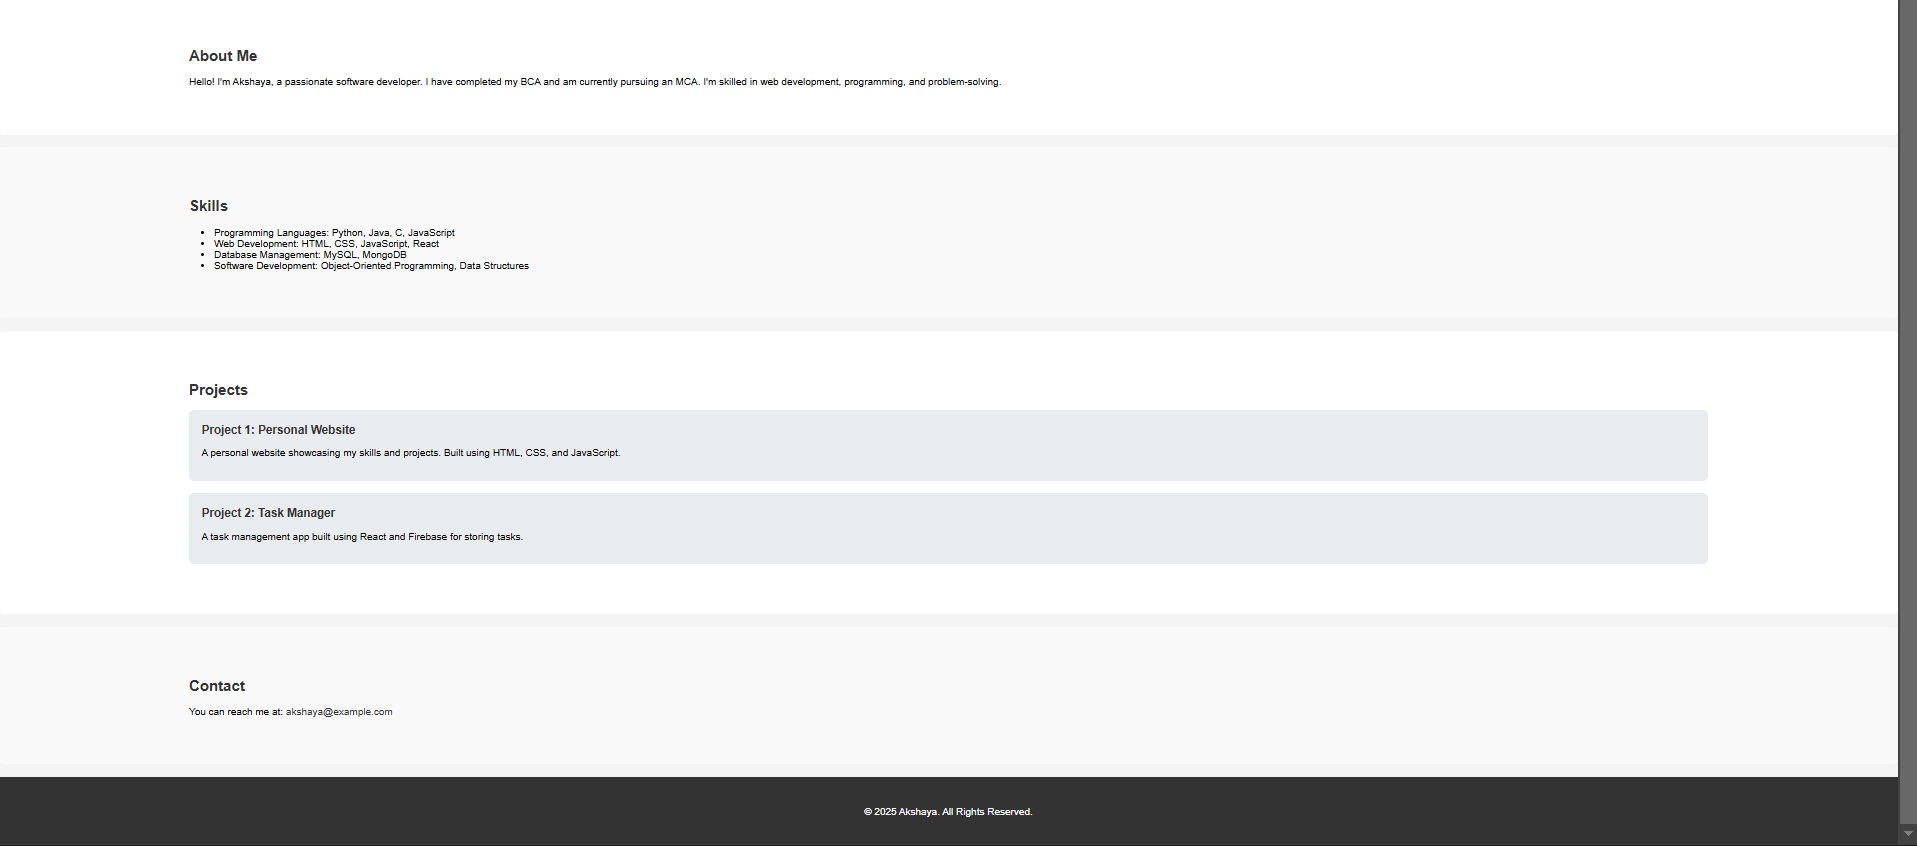 About Me
Hello! I'm Akshaya, a passionate software developer. I have completed my BCA and am currently pursuing an MCA. I'm skilled in web development, programming, and problem-solving.
Skills
• Programming Languages: Python, Java, C, JavaScript
• Web Development: HTML, CSS, JavaScript, React
• Database Management: MySQL, MongoDB
• Software Development: Object-Oriented Programming, Data Structures
Projects
Project 1: Personal Website
A personal website showcasing my skills and projects. Built using HTML, CSS, and JavaScript.
Project 2: Task Manager
A task management app built using React and Firebase for storing tasks.
Contact
You can reach me at: akshaya@example.com
© 2025 Akshaya. All Rights Reserved.